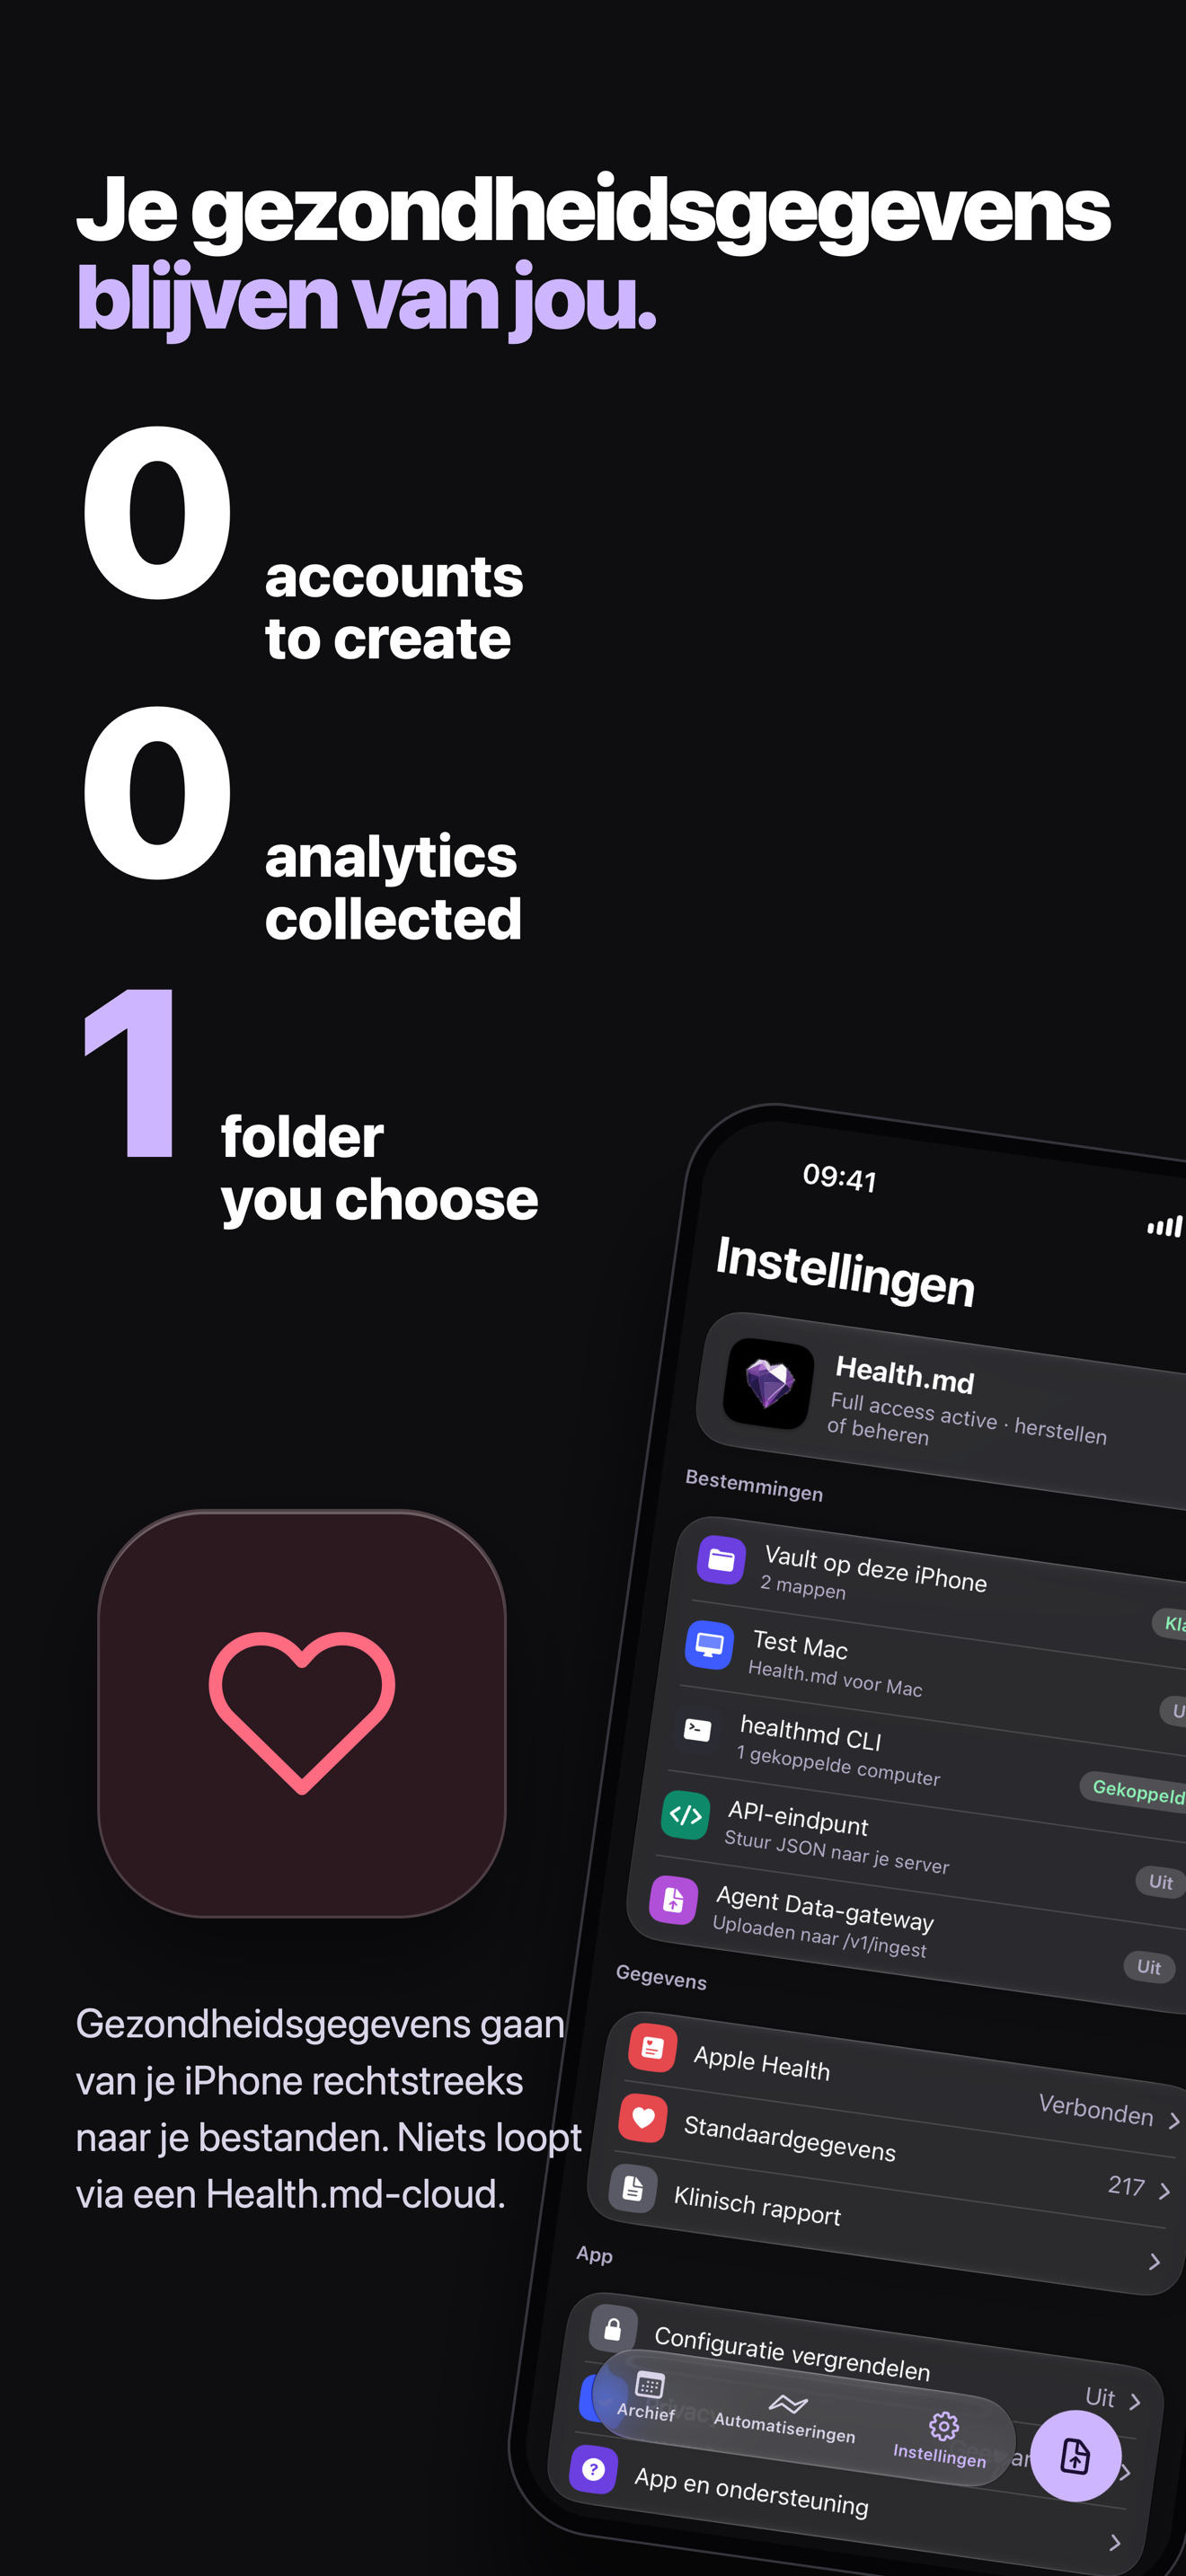 Je gezondheidsgegevens
blijven van jou.
0
accounts
to create
0
analytics
collected
1
folder
you choose
09:41
Instellingen
Health.md
Full access active · herstellen
of beheren
Bestemmingen
Vault op deze iPhone
2 mappen
Test Mac
Health.md voor Mac
healthmd CLI
1 gekoppelde computer
Gekoppeld
API-eindpunt
Stuur JSON naar je server
Uit
Agent Data-gateway
Uploaden naar /v1/ingest
Uit
Gegevens
Apple Health
Verbonden
Standaardgegevens
217
Klinisch rapport
App
Configuratie vergrendelen
Uit
Archief
Automatiseringen
Instellingen
App en ondersteuning
Gezondheidsgegevens gaan
van je iPhone rechtstreeks
naar je bestanden. Niets loopt
via een Health.md-cloud.